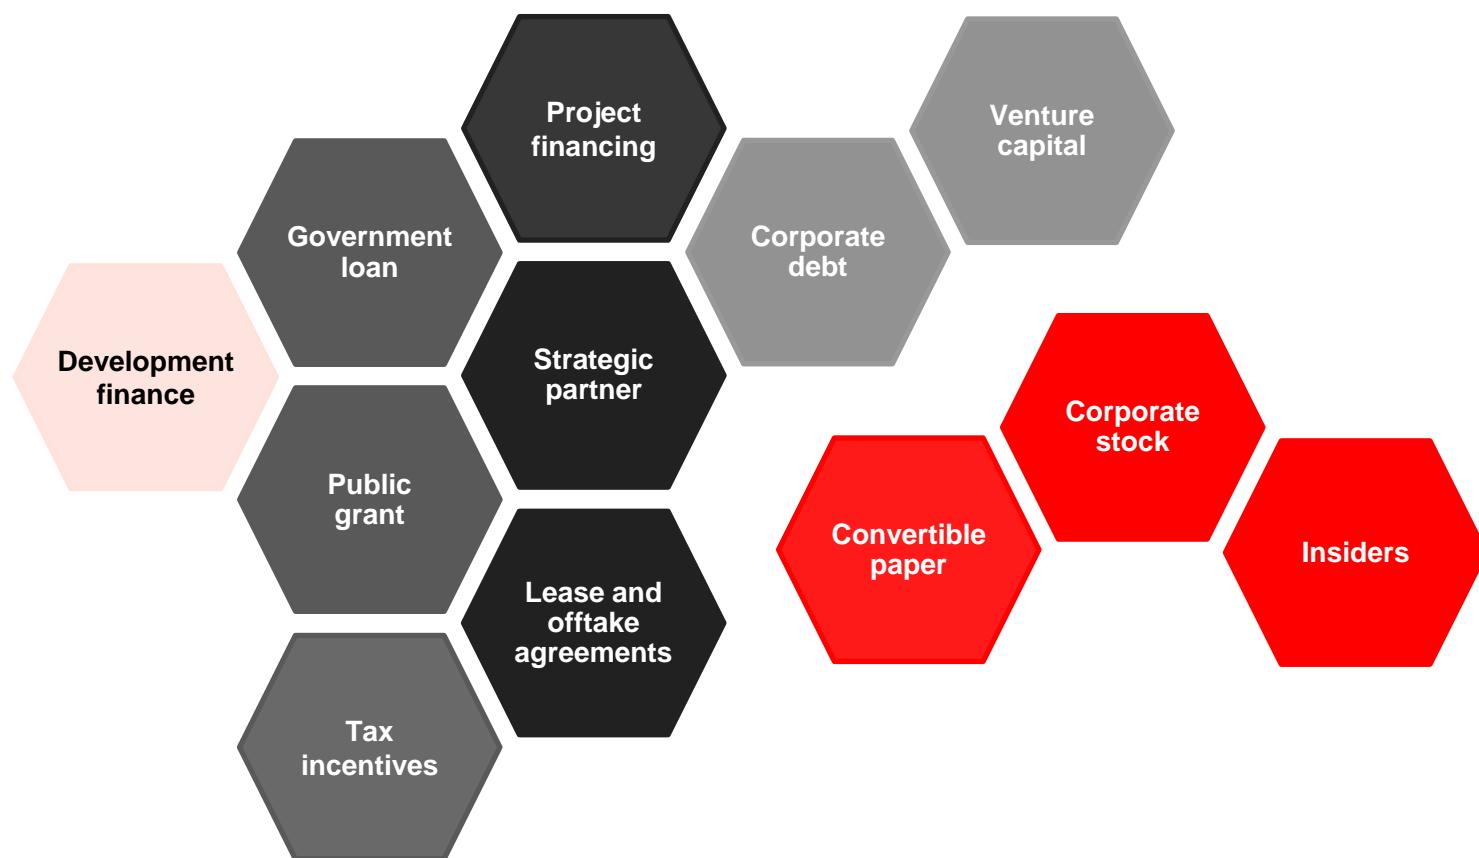 Project
financing
Venture
capital
Government
loan
Corporate
debt
Development
finance
Strategic
partner
Corporate
stock
Public
grant
Convertible
paper
Insiders
Lease and
offtake
agreements
Tax
incentives